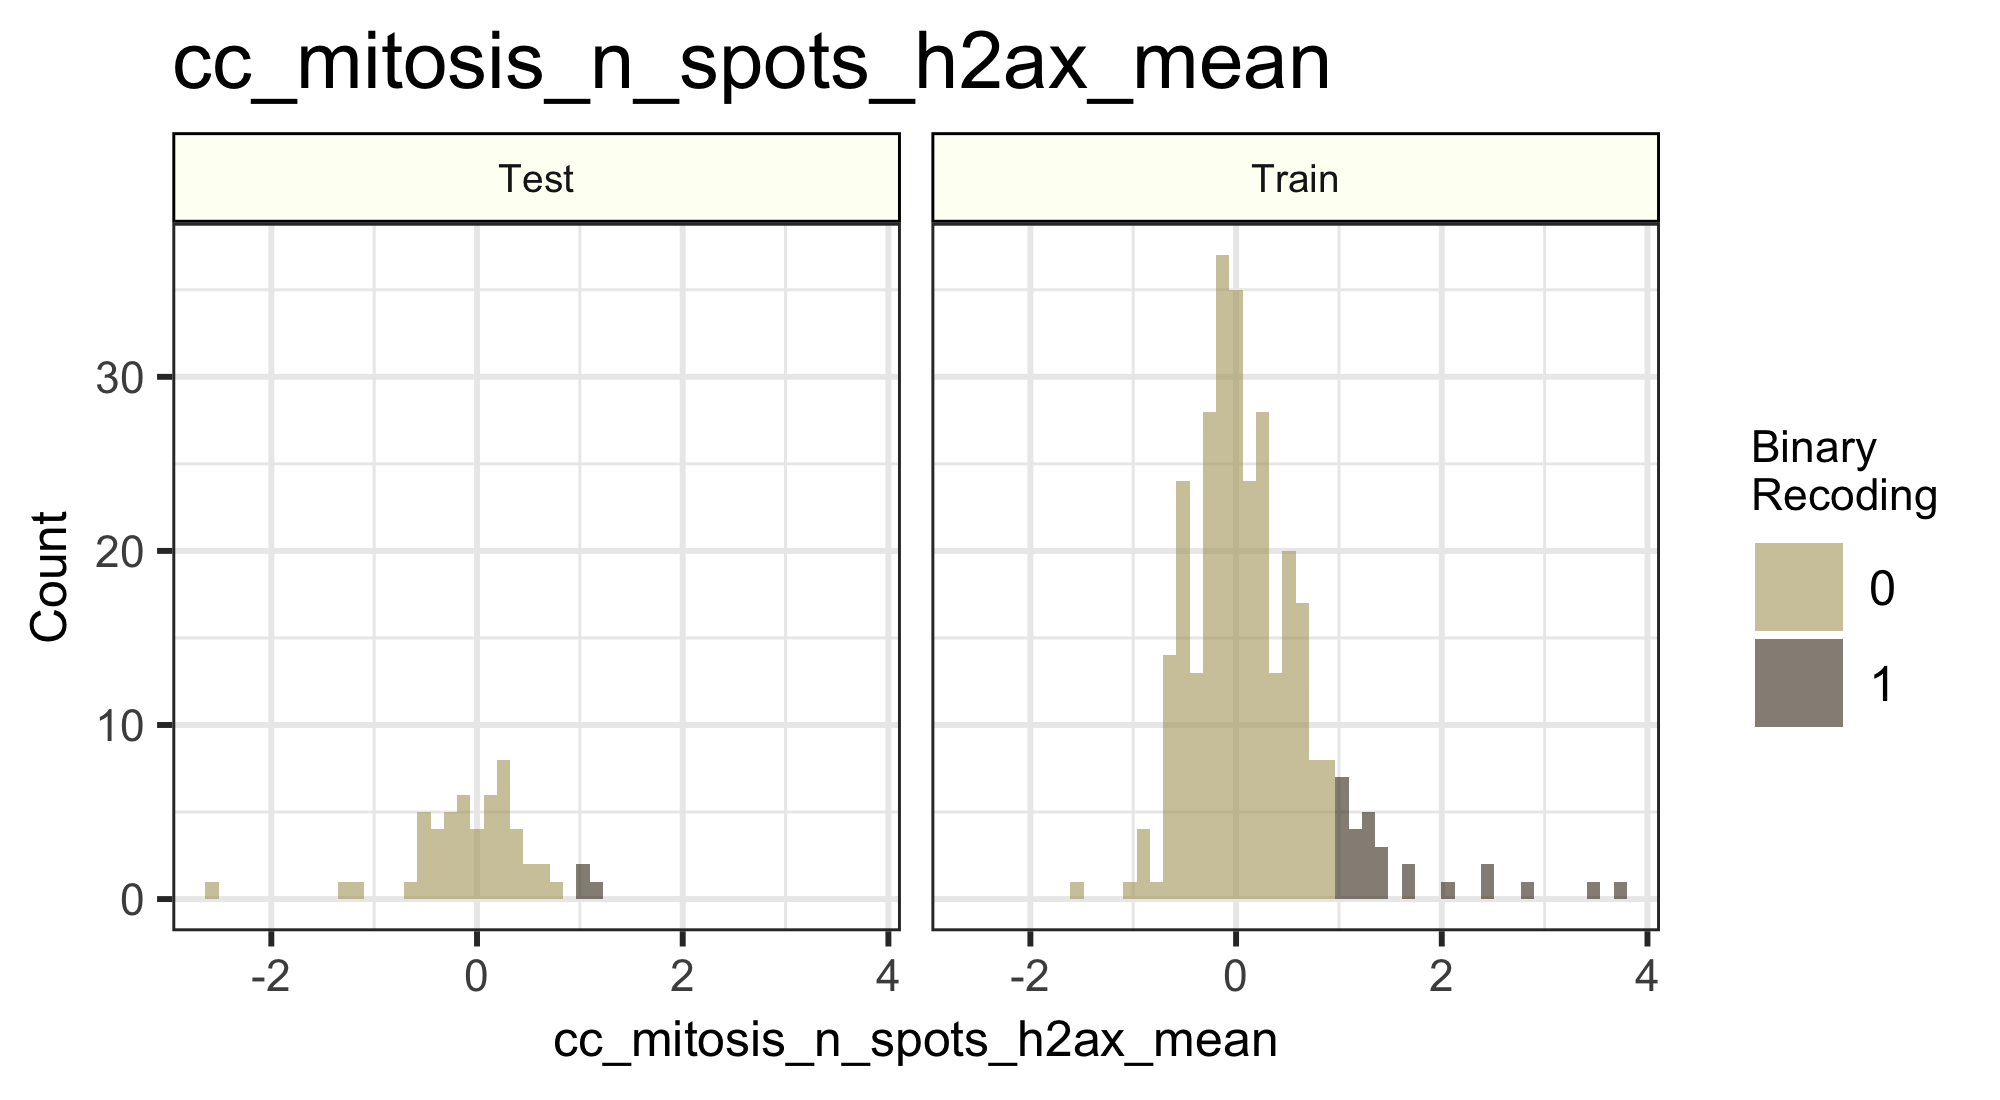 cc_mitosis_n_spots_h2ax_mean
Test
Train
30
20
10
0
Count
-2
0
2
4
-2
0
2
4
cc_mitosis_n_spots_h2ax_mean
Binary
Recoding
0
1